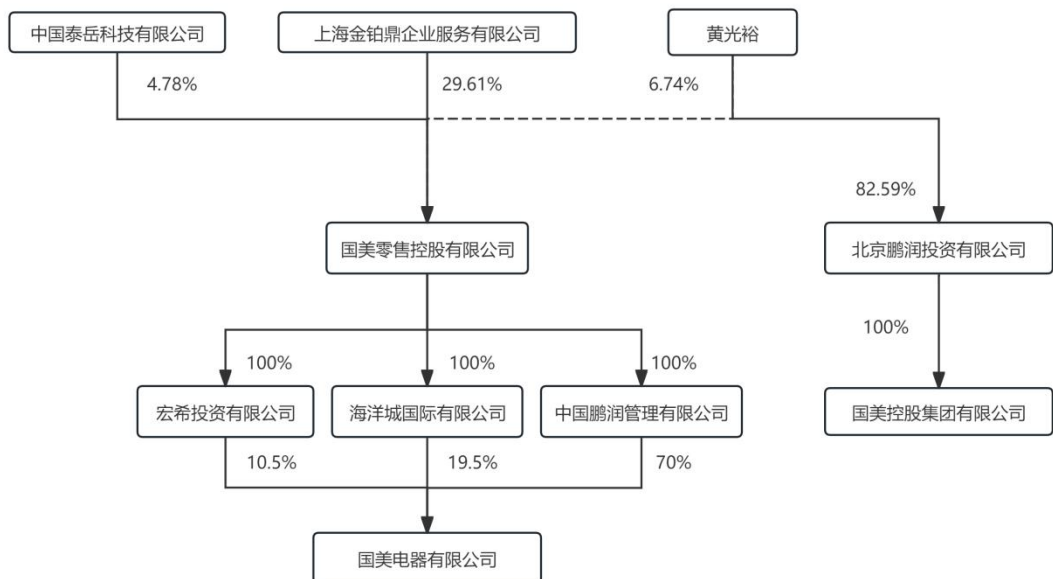 中国泰岳科技有限公司
上海金铂鼎企业服务有限公司
黄光裕
4.78%
29.61%
6.74%
82.59%
国美零售控股有限公司
北京鹏润投资有限公司
100%
100%
100%
100%
宏希投资有限公司
海洋城国际有限公司
中国鹏润管理有限公司
国美控股集团有限公司
10.5%
19.5%
70%
国美电器有限公司